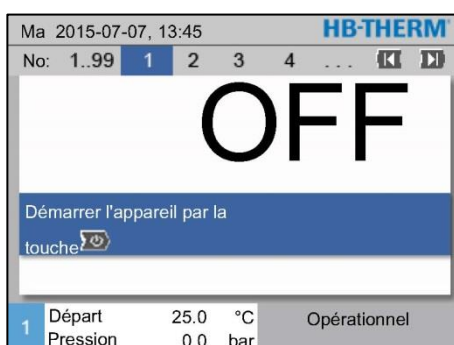 Ma 2015-07-07, 13:45 HB-THERM®
No: 1..99 1 2 3 4 ...
OFF
Démarrer l'appareil par la
touche
1 Départ 25.0 °C Opérationnel
Pression 0.0 bar